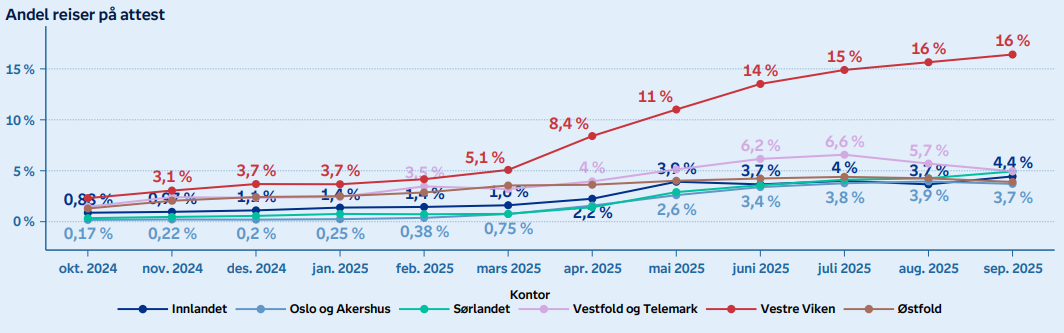 Andel reiser på attest
16 %
16 %
15 %
14 %
11 %
8,4 %
5,1 %
3,7 %
3,7 %
3,1 %
15 %
10 %
5 %
0 %
3,5 %
4 %
6,2 %
6,6 %
5,7 %
1,4 %
1,4 %
2,2 %
3,7 %
4 %
4,4 %
0,17 %
0,22 %
0,2 %
0,25 %
0,38 %
0,75 %
2,6 %
3,4 %
3,8 %
3,9 %
3,7 %
okt. 2024
nov. 2024
des. 2024
jan. 2025
feb. 2025
mars 2025
apr. 2025
mai 2025
juni 2025
juli 2025
aug. 2025
sep. 2025
Kontor
Innlandet
Oslo og Akershus
Sørlandet
Vestfold og Telemark
Vestre Viken
Østfold